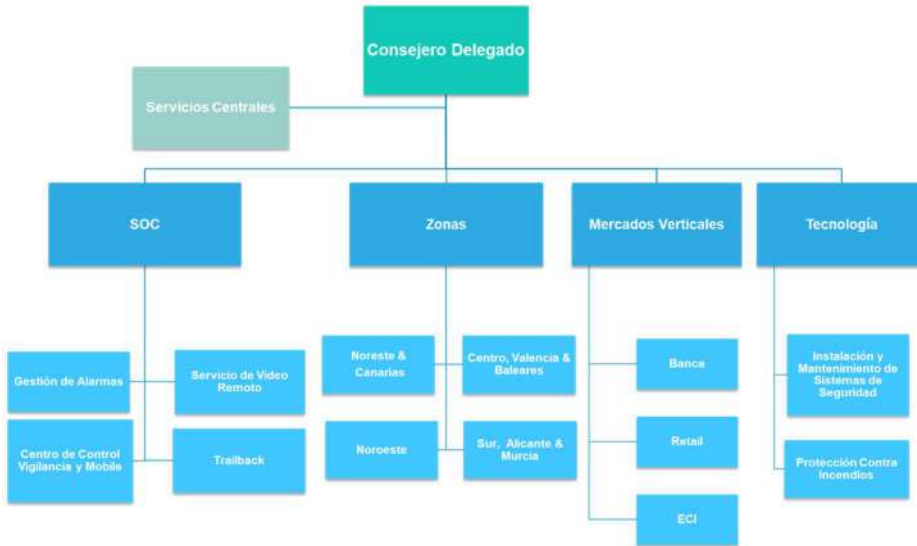 Consejero Delegado
Servicios Centrales
SOC
Zonas
Mercados Verticales
Tecnología
Gestión de Alarmas
Servicio de Video
Remoto
Centro de Control
Vigilancia y Mobile
Trailback
Noreste &
Canarias
Centro, Valencia &
Baleares
Noroeste
Sur, Alicante &
Murcia
Banca
Retail
ECI
Instalación y
Mantenimiento de
Sistemas de
Seguridad
Protección Contra
Incendios